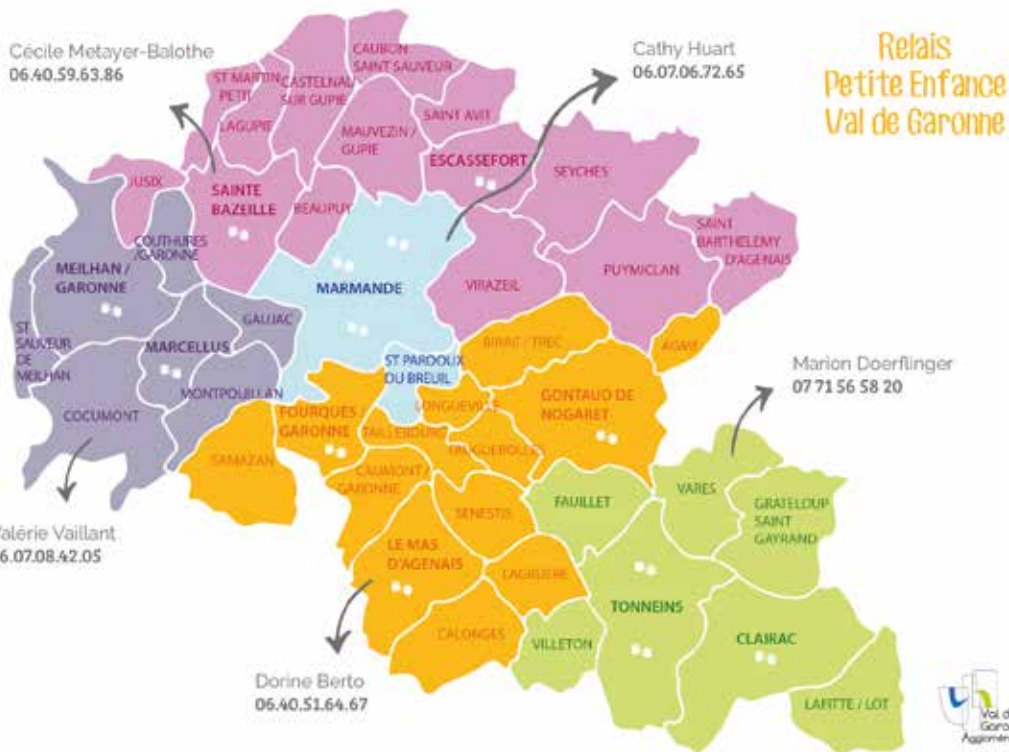 Relais
Petite Enfance
Val de Garonne
Cécile Metayer-Balothe
06.40.59.63.86
Cathy Huart
06.07.06.72.65
CAUBON
SAINT SAUVEUR
ST MARTIN
PETIT
CASTELNAU
SUR GUPIE
LAGUPIE
MAUVEZIN /
GUPIE
SAINT AVIT
ESCASSEFORT
SEYCHES
JUSIX
SAINTE
BAZEILLE
BEAUPUY
SAINT
BARTHELEMY
D'AGENAIS
COUTHURES
/GARONNE
MEILHAN /
GARONNE
MARMANDE
VIRAZEIL
PUYMICLAN
GAUJAC
ST
SAUVEUR
DE
MEILHAN
MARCELLUS
MONTPOUILLAN
COCUMONT
ST PARDOUX
DU BREUIL
BIRAC / TREC
AGME
Marion Doerflinger
07 71 56 58 20
FOURQUES /
GARONNE
LONGUEVILLE
GONTAUD DE
NOGARET
TAILLEBOURG
FAUGUEROLLES
SAMAZAN
CAUMONT /
GARONNE
Valérie Vaillant
06.07.08.42.05
SENESTIS
FAUILLET
VARES
GRATELOUP
SAINT
GAYRAND
LE MAS
D'AGENAIS
LAGRUERE
TONNEINS
CALONGES
VILLETON
CLAIRAC
Dorine Berto
06.40.51.64.67
LAFITTE / LOT
Val d
Garo
Agglomér